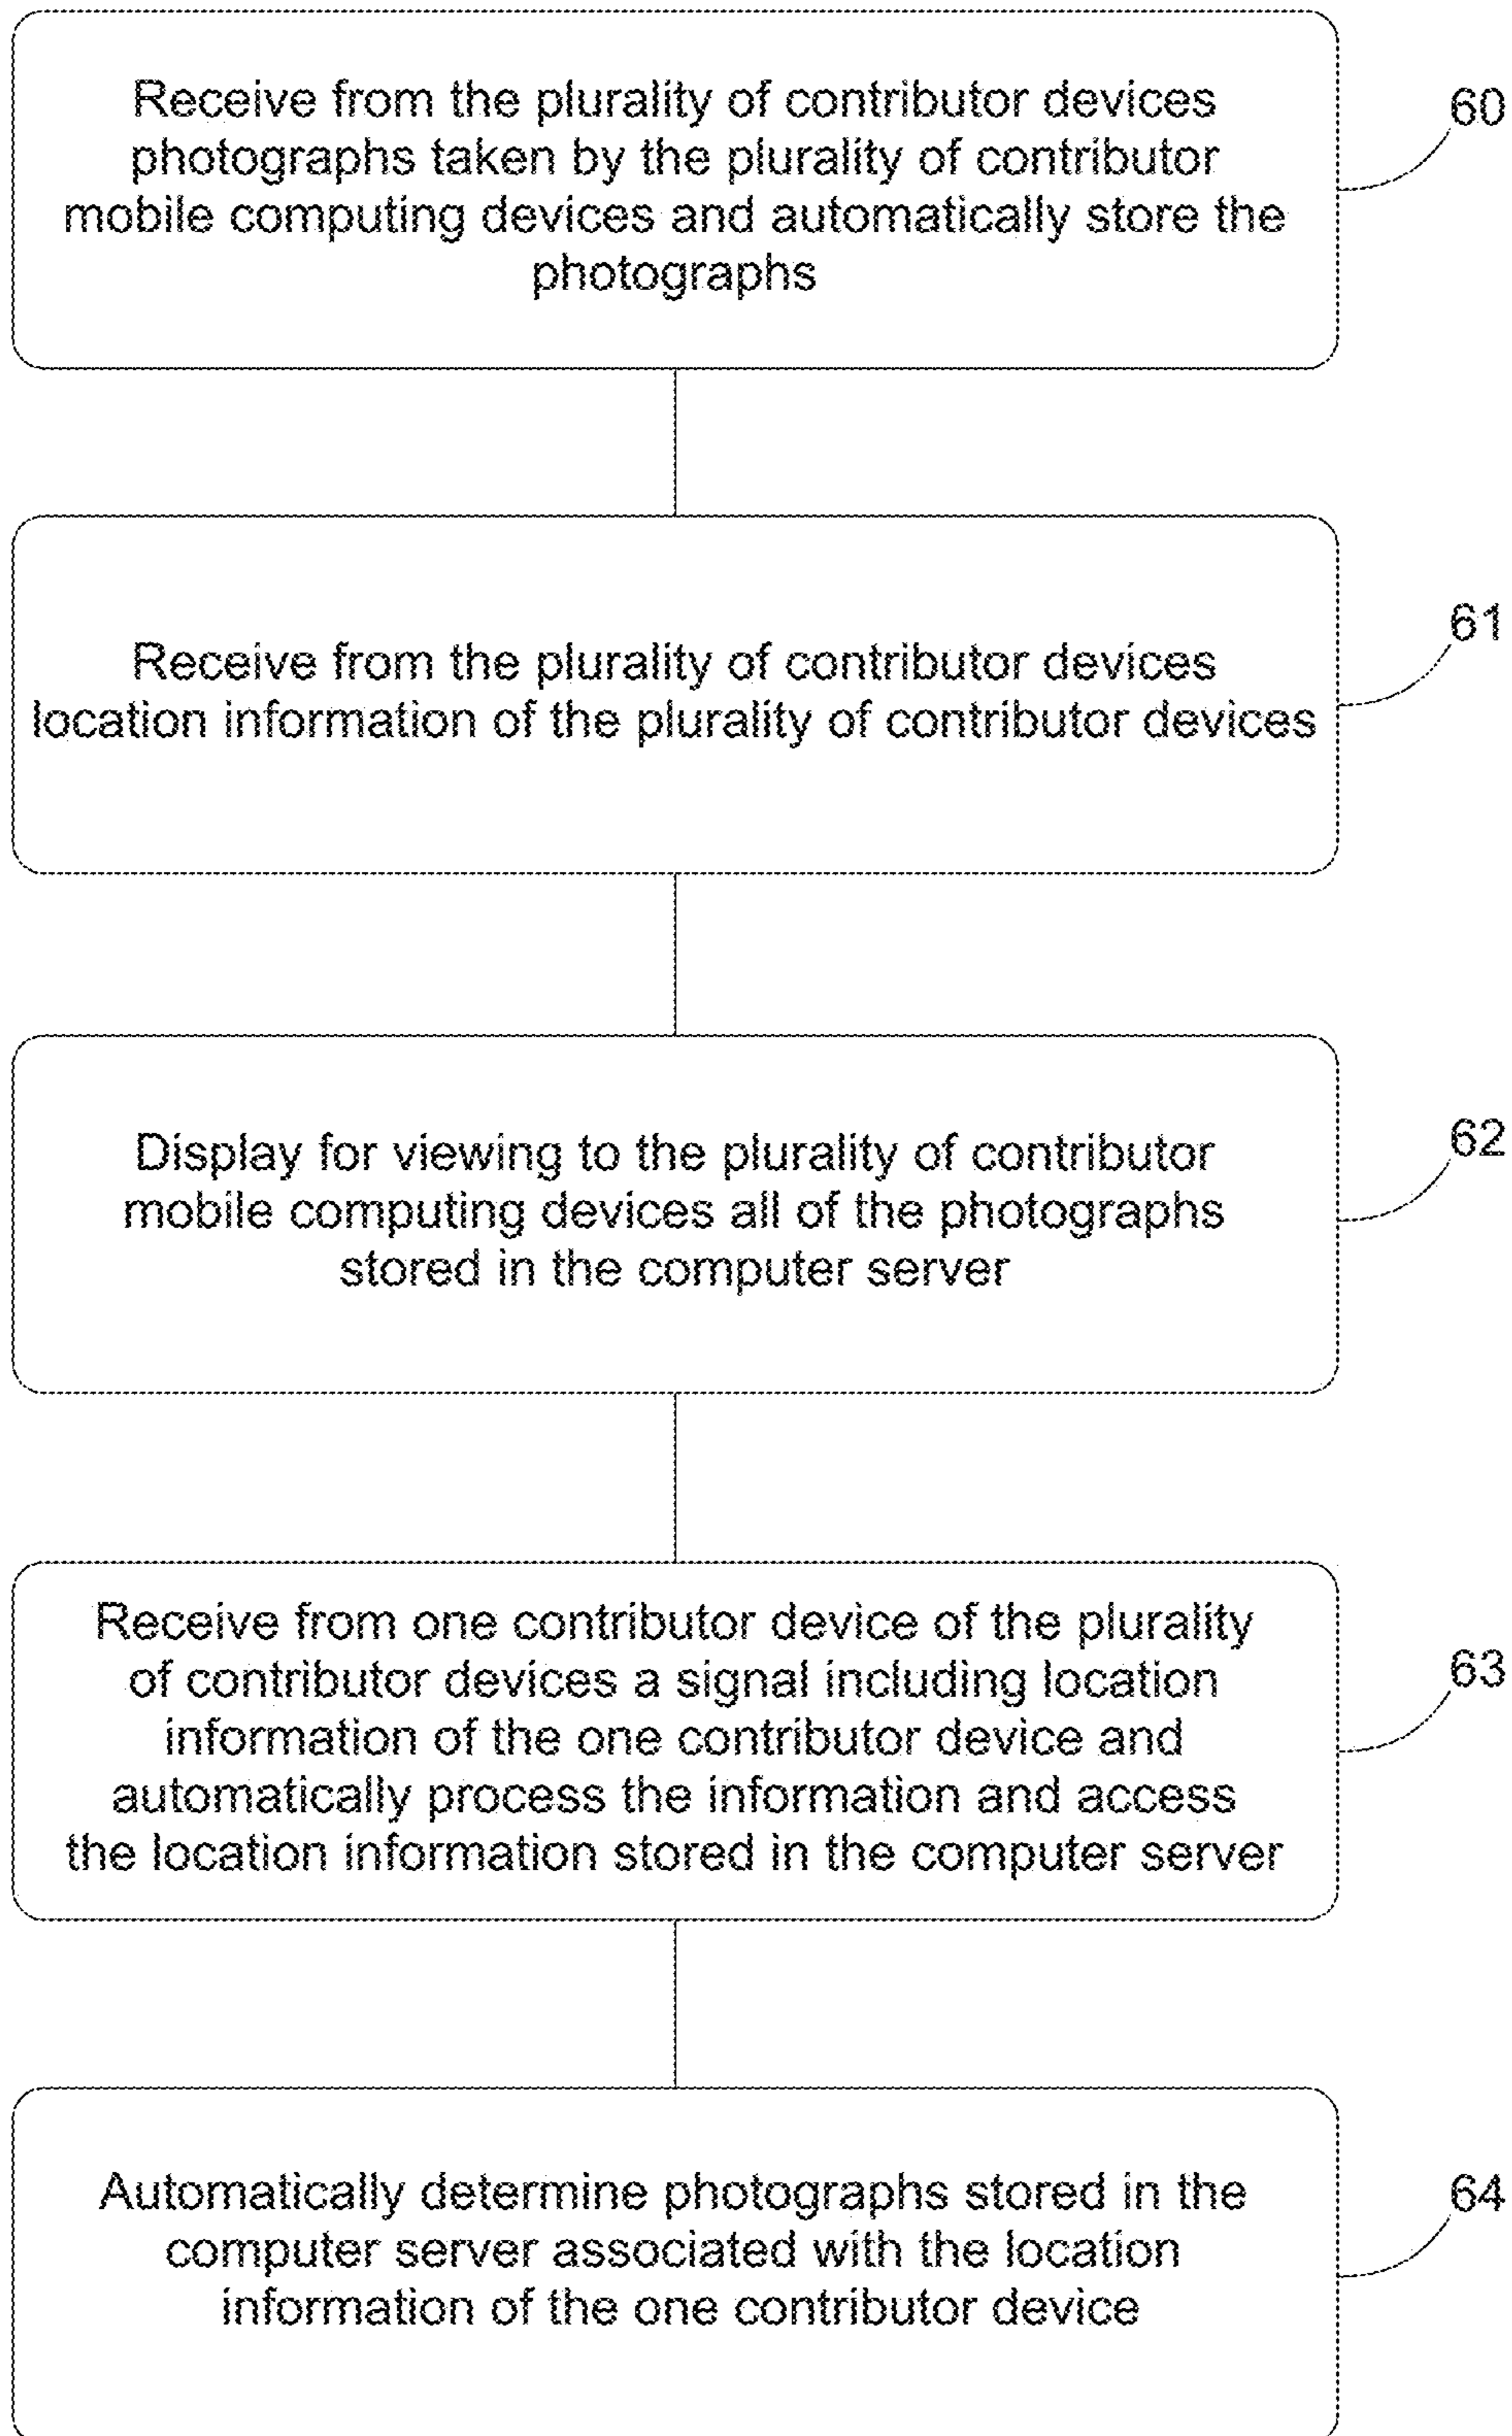 Receive from the plurality of contributor devices
photographs taken by the plurality of contributor
mobile computing devices and automatically store the
photographs
60
Receive from the plurality of contributor devices
location information of the plurality of contributor devices
61
Display for viewing to the plurality of contributor
mobile computing devices all of the photographs
stored in the computer server
62
Receive from one contributor device of the plurality
of contributor devices a signal including location
information of the one contributor device and
automatically process the information and access
the location information stored in the computer server
63
Automatically determine photographs stored in the
computer server associated with the location
information of the one contributor device
64